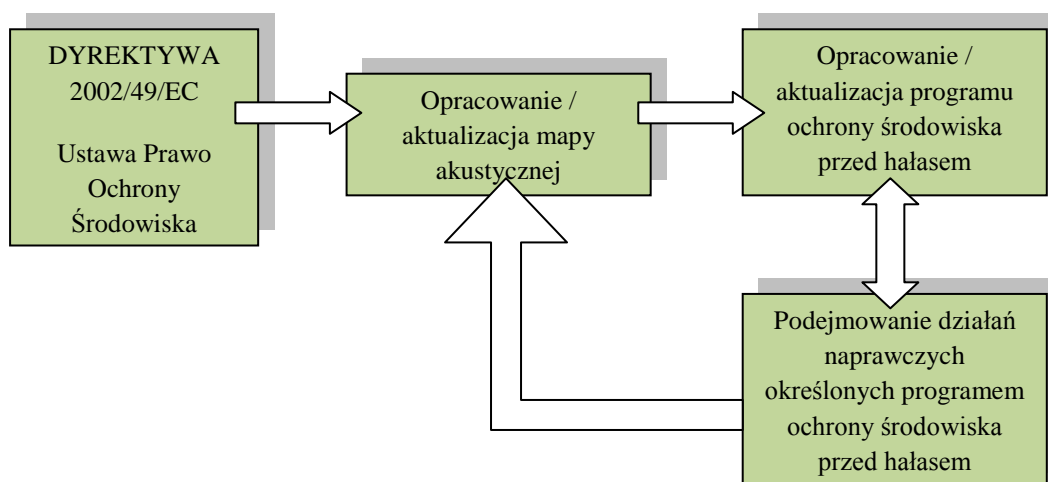 DYREKTYWA
2002/49/EC
Ustawa Prawo
Ochrony
Środowiska
Opracowanie /
aktualizacja mapy
akustycznej
Opracowanie /
aktualizacja programu
ochrony środowiska
przed hałasem
Podejmowanie działań
naprawczych
określonych programem
ochrony środowiska
przed hałasem